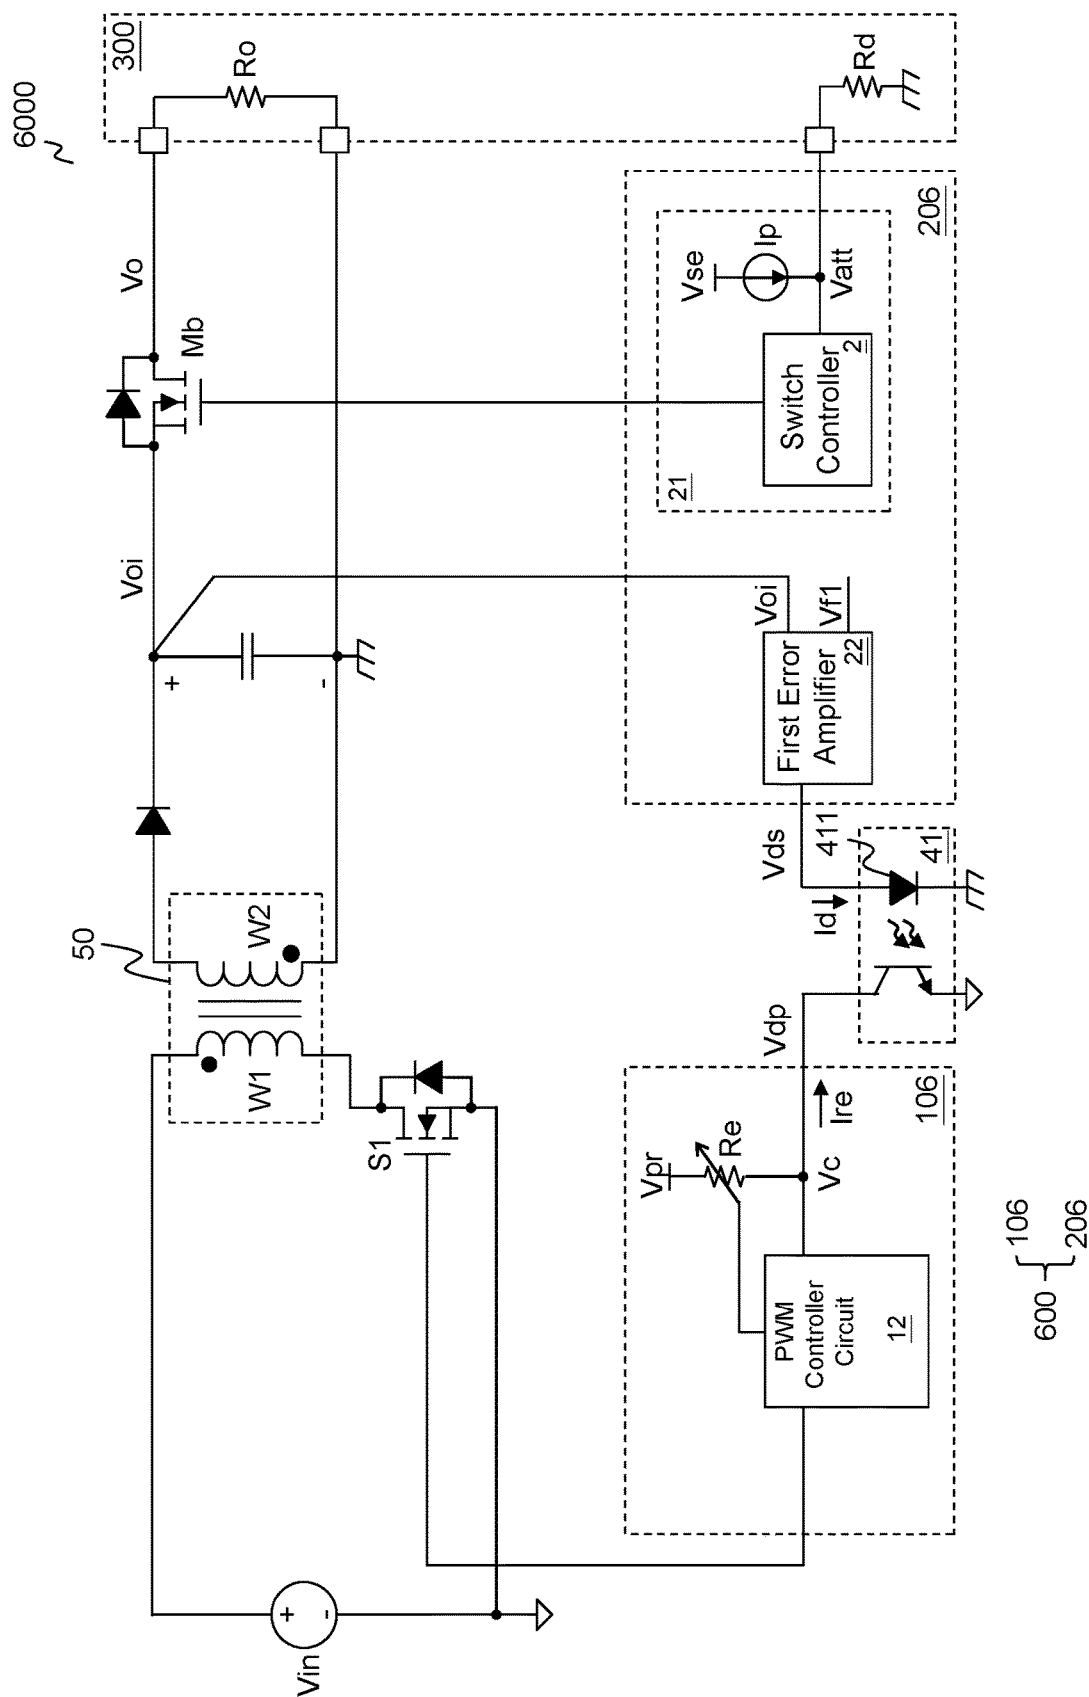 6000
300
Ro
Rd
Vo
Mb
Voi
+
-
50
W1
W2
S1
Vin
+
-
206
21
Vse
Ip
Vatt
Switch
Controller
2
Voi
Vf1
First Error
Amplifier
22
Vds
411
Id
41
Vdp
106
Ire
Vpr
Re
Vc
PWM
Controller
Circuit
12
600
106
206